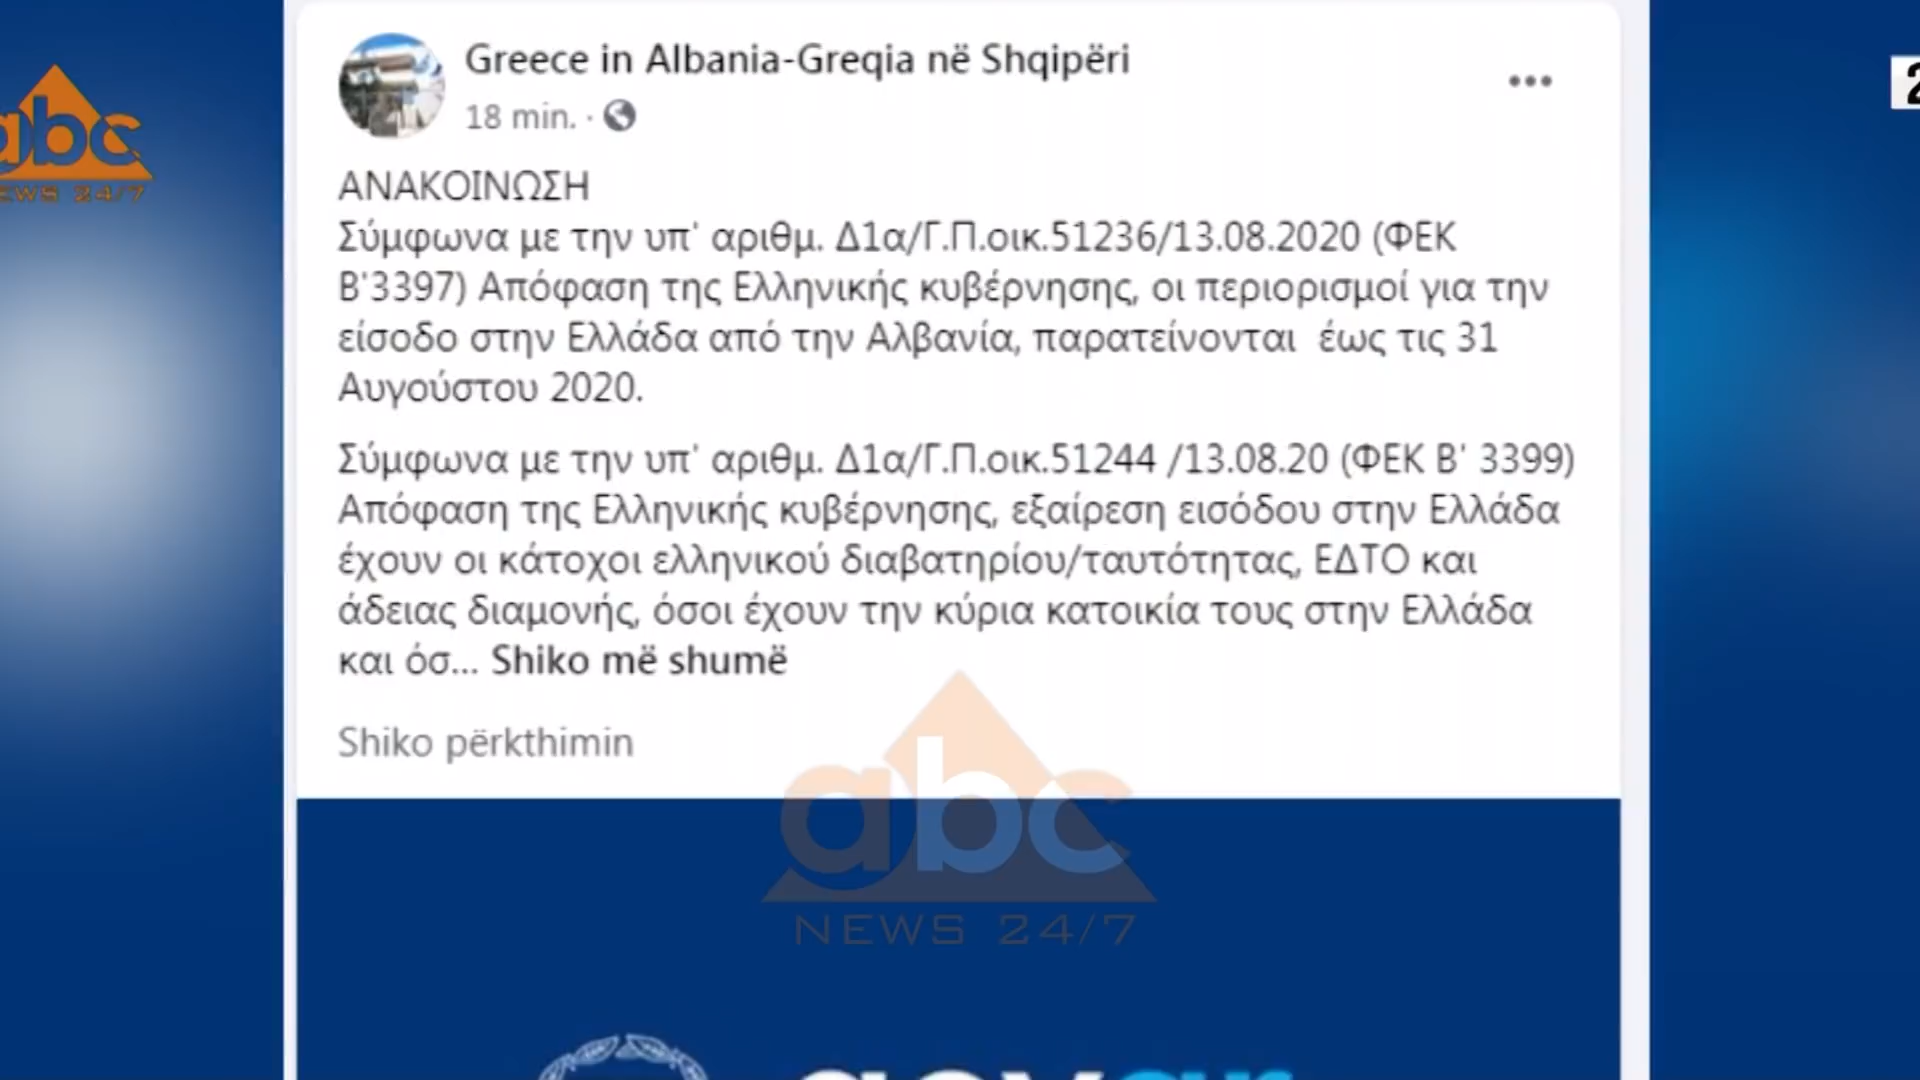 Greece in Albania-Greqia në Shqipëri
18 min. ·
ΑΝΑΚΟΙΝΩΣΗ
Σύμφωνα με την υπ' αριθμ. Δ1α/Γ.Π.οικ.51236/13.08.2020 (ΦΕΚ
Β'3397) Απόφαση της Ελληνικής κυβέρνησης, οι περιορισμοί για την
είσοδο στην Ελλάδα από την Αλβανία, παρατείνονται έως τις 31
Αυγούστου 2020.
Σύμφωνα με την υπ' αριθμ. Δ1α/Γ.Π.οικ.51244 /13.08.20 (ΦΕΚ Β' 3399)
Απόφαση της Ελληνικής κυβέρνησης, εξαίρεση εισόδου στην Ελλάδα
έχουν οι κάτοχοι ελληνικού διαβατηρίου/ταυτότητας, ΕΔΤΟ και
άδειας διαμονής, όσοι έχουν την κύρια κατοικία τους στην Ελλάδα
και όσ... Shiko më shumë
Shiko përkthimin
abc
NEWS 24/7
abc
NEWS 24/7
2